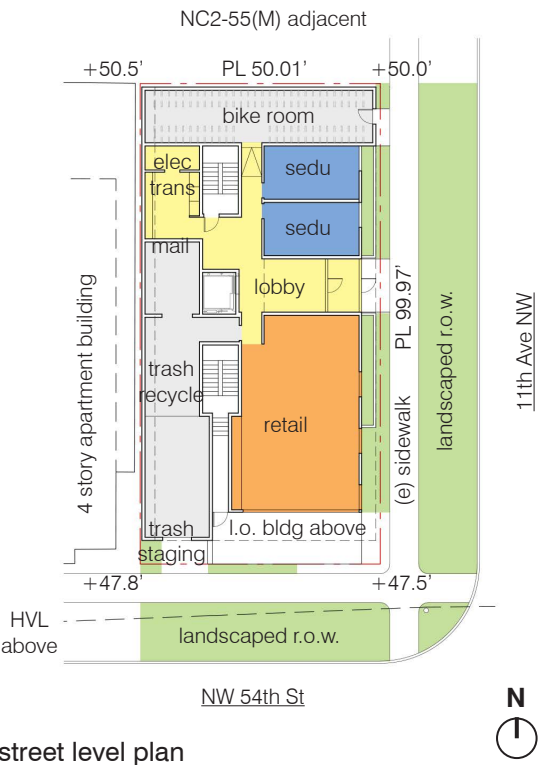 NC2-55(M) adjacent
+50.5' PL 50.01' +50.0'
bike room
elec
trans
sedu
sedu
mail
lobby
PL 99.97'
4 story apartment building
trash
recycle
retail
(e) sidewalk
landscaped r.o.w.
11th Ave NW
trash
staging
l.o. bldg above
+47.8' +47.5'
HVL
above
landscaped r.o.w.
NW 54th St
N
street level plan